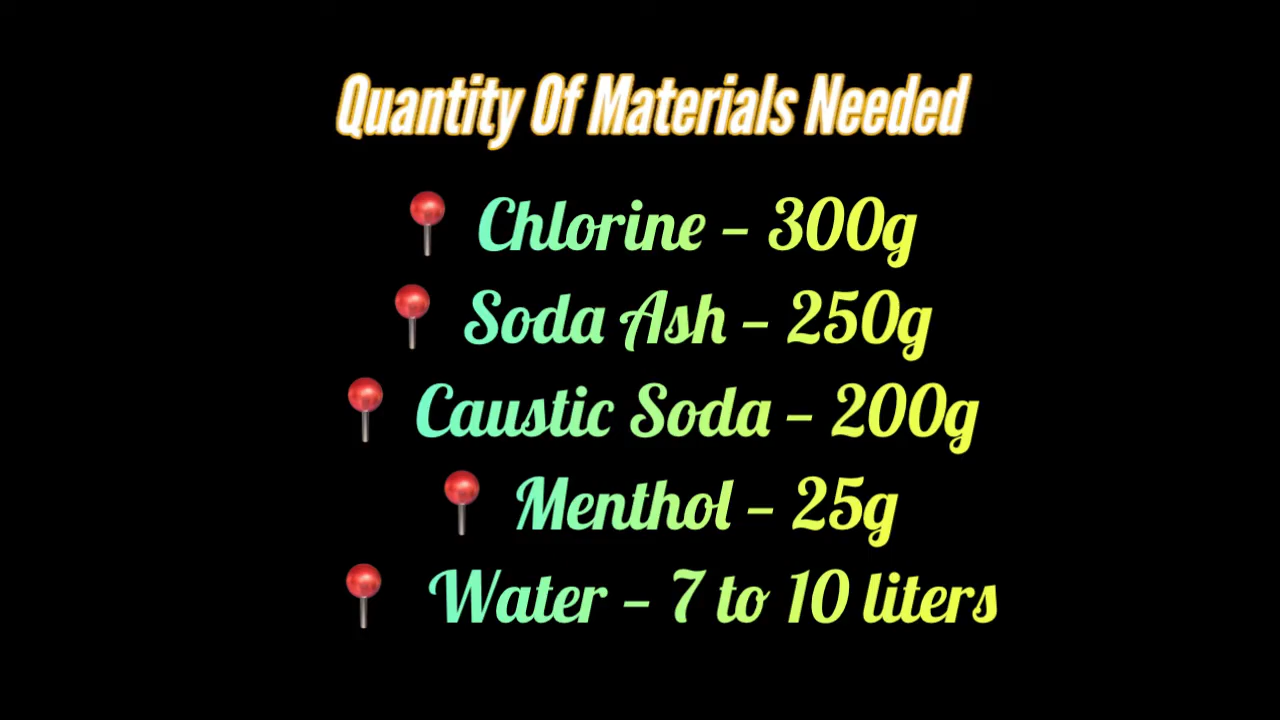 Quantity Of Materials Needed
📍 Chlorine – 300g
📍 Soda Ash – 250g
📍 Caustic Soda – 200g
📍 Menthol – 25g
📍 Water – 7 to 10 liters